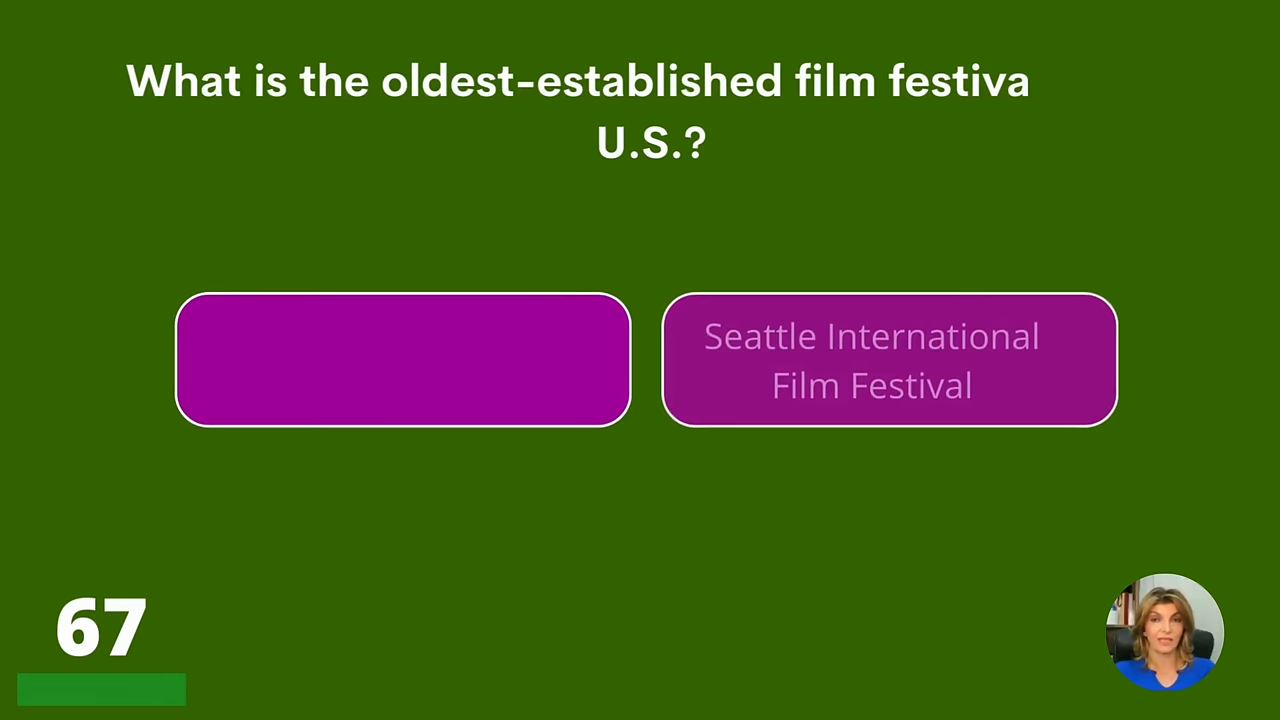 What is the oldest-established film festiva
U.S.?
Seattle International
Film Festival
67